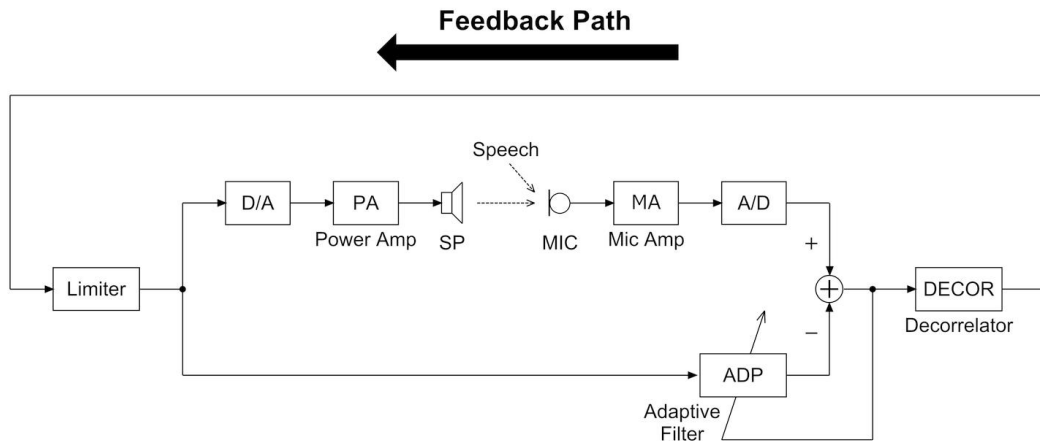 Feedback Path
Speech
D/A
PA
MA
A/D
Power Amp
SP
MIC
Mic Amp
+
Limiter
DECOR
Decorrelator
−
ADP
Adaptive
Filter